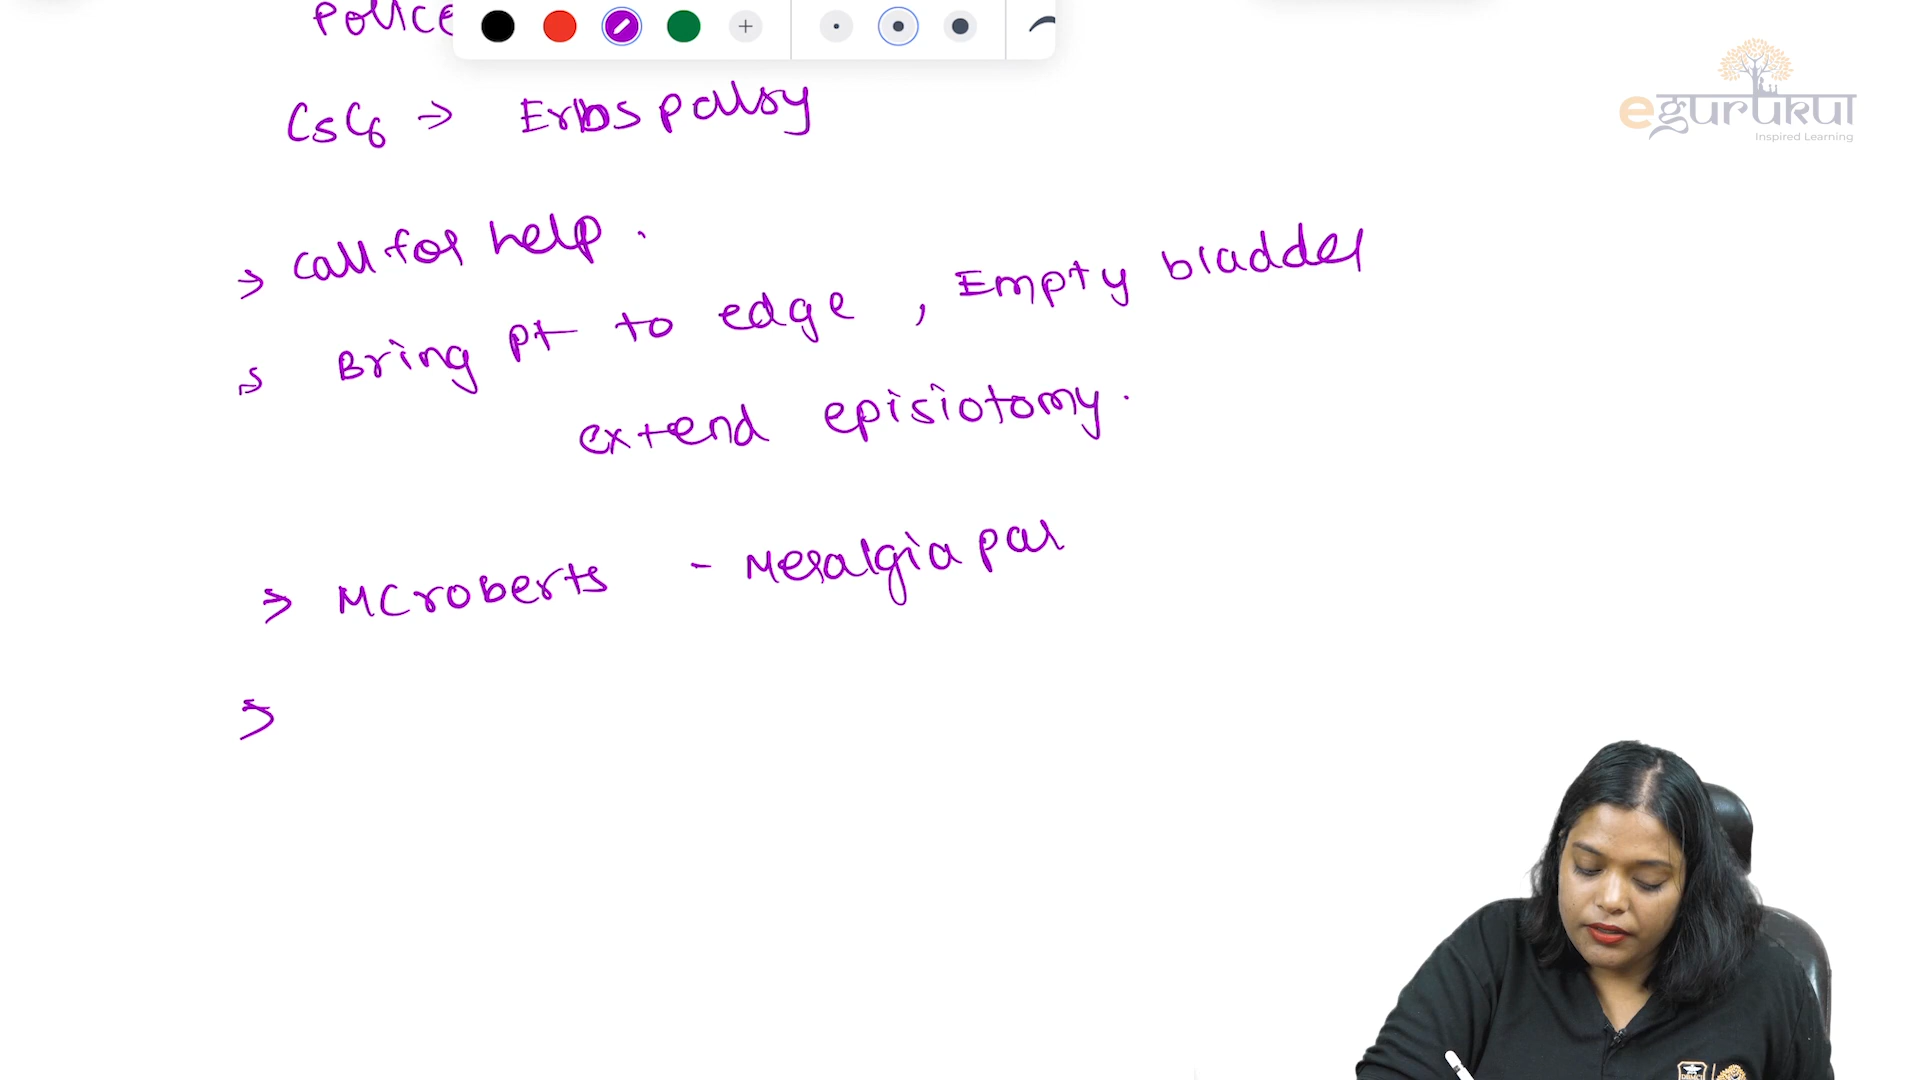 Police
egurukul
Inspired Learning
C5C6 → Erbs palsy
→ Call for help.
→ Bring pt to edge, Empty bladder
extend episiotomy.
→ MCroberts - Meralgia par
→